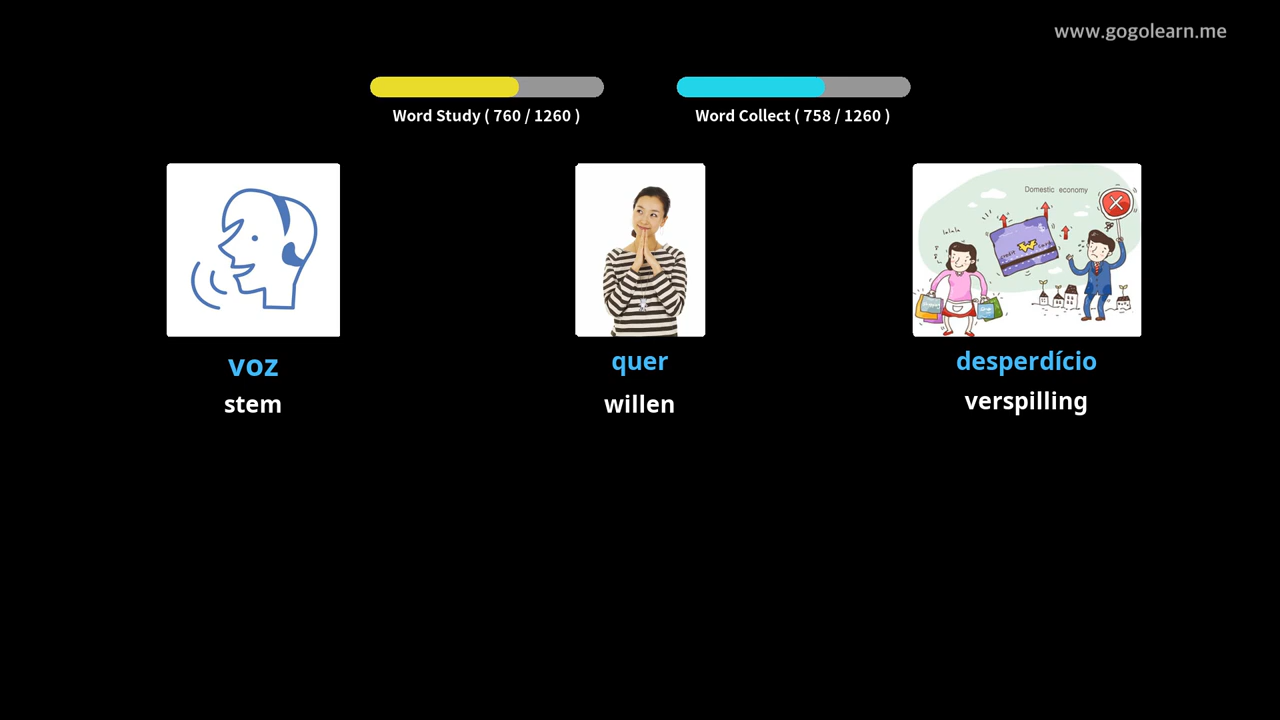 www.gogolearn.me
Word Study ( 760 / 1260 )
Word Collect ( 758 / 1260 )
Domestic economy
lalala
voz
quer
desperdício
stem
willen
verspilling